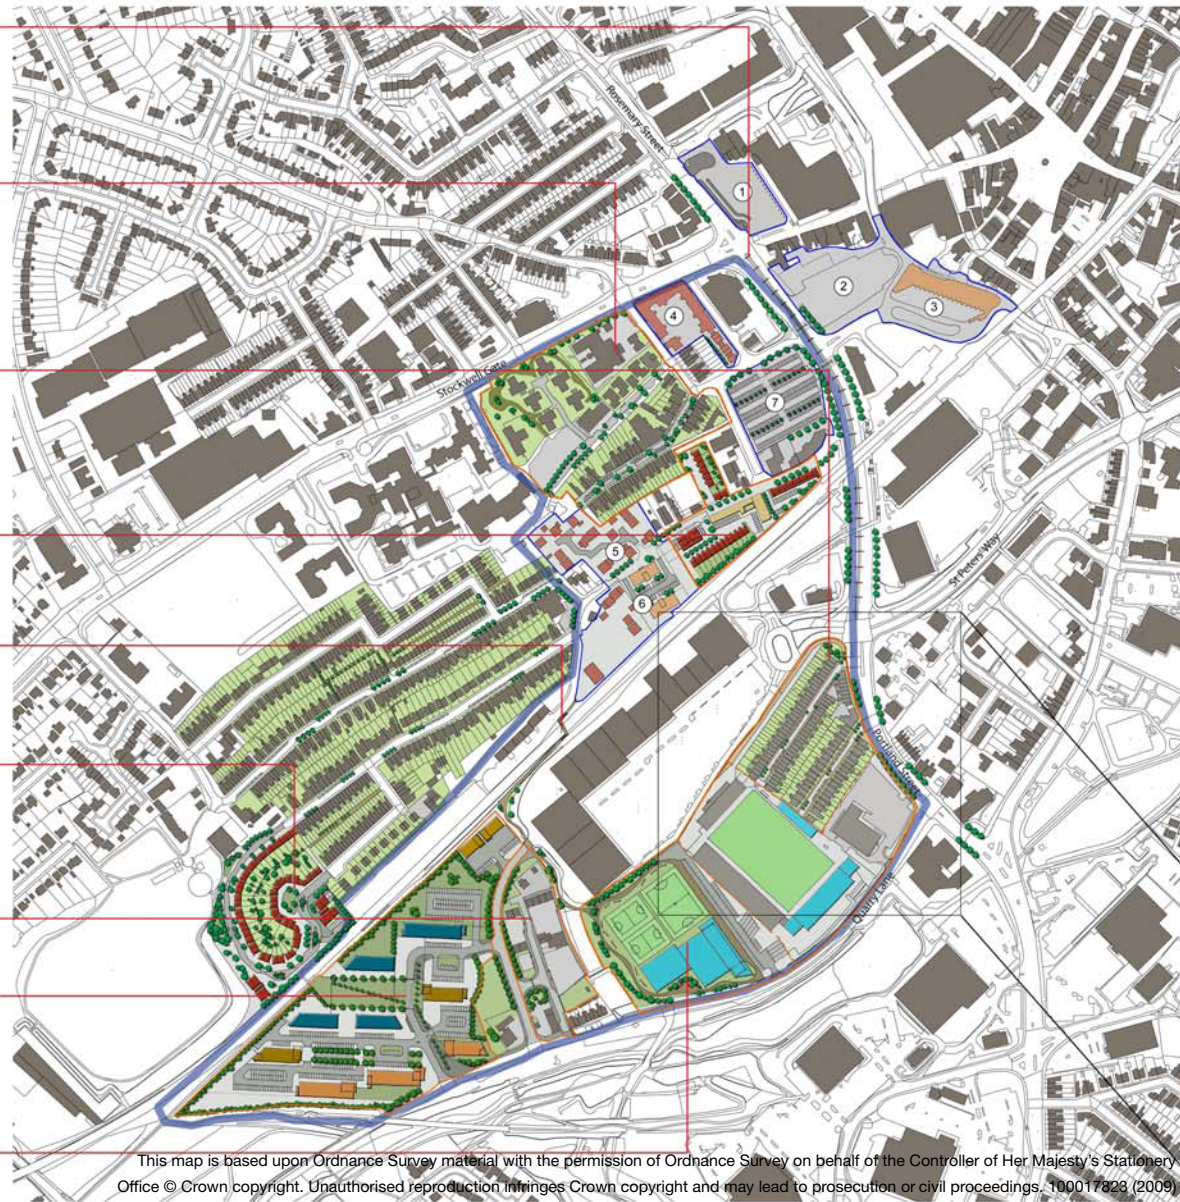 Rosemary Street
1
2
3
Stockwell Gate
4
7
5
6
St Peters Way
Portland Street
Quarry Lane
This map is based upon Ordnance Survey material with the permission of Ordnance Survey on behalf of the Controller of Her Majesty's Stationery
Office © Crown copyright. Unauthorised reproduction infringes Crown copyright and may lead to prosecution or civil proceedings. 100017823 (2009)